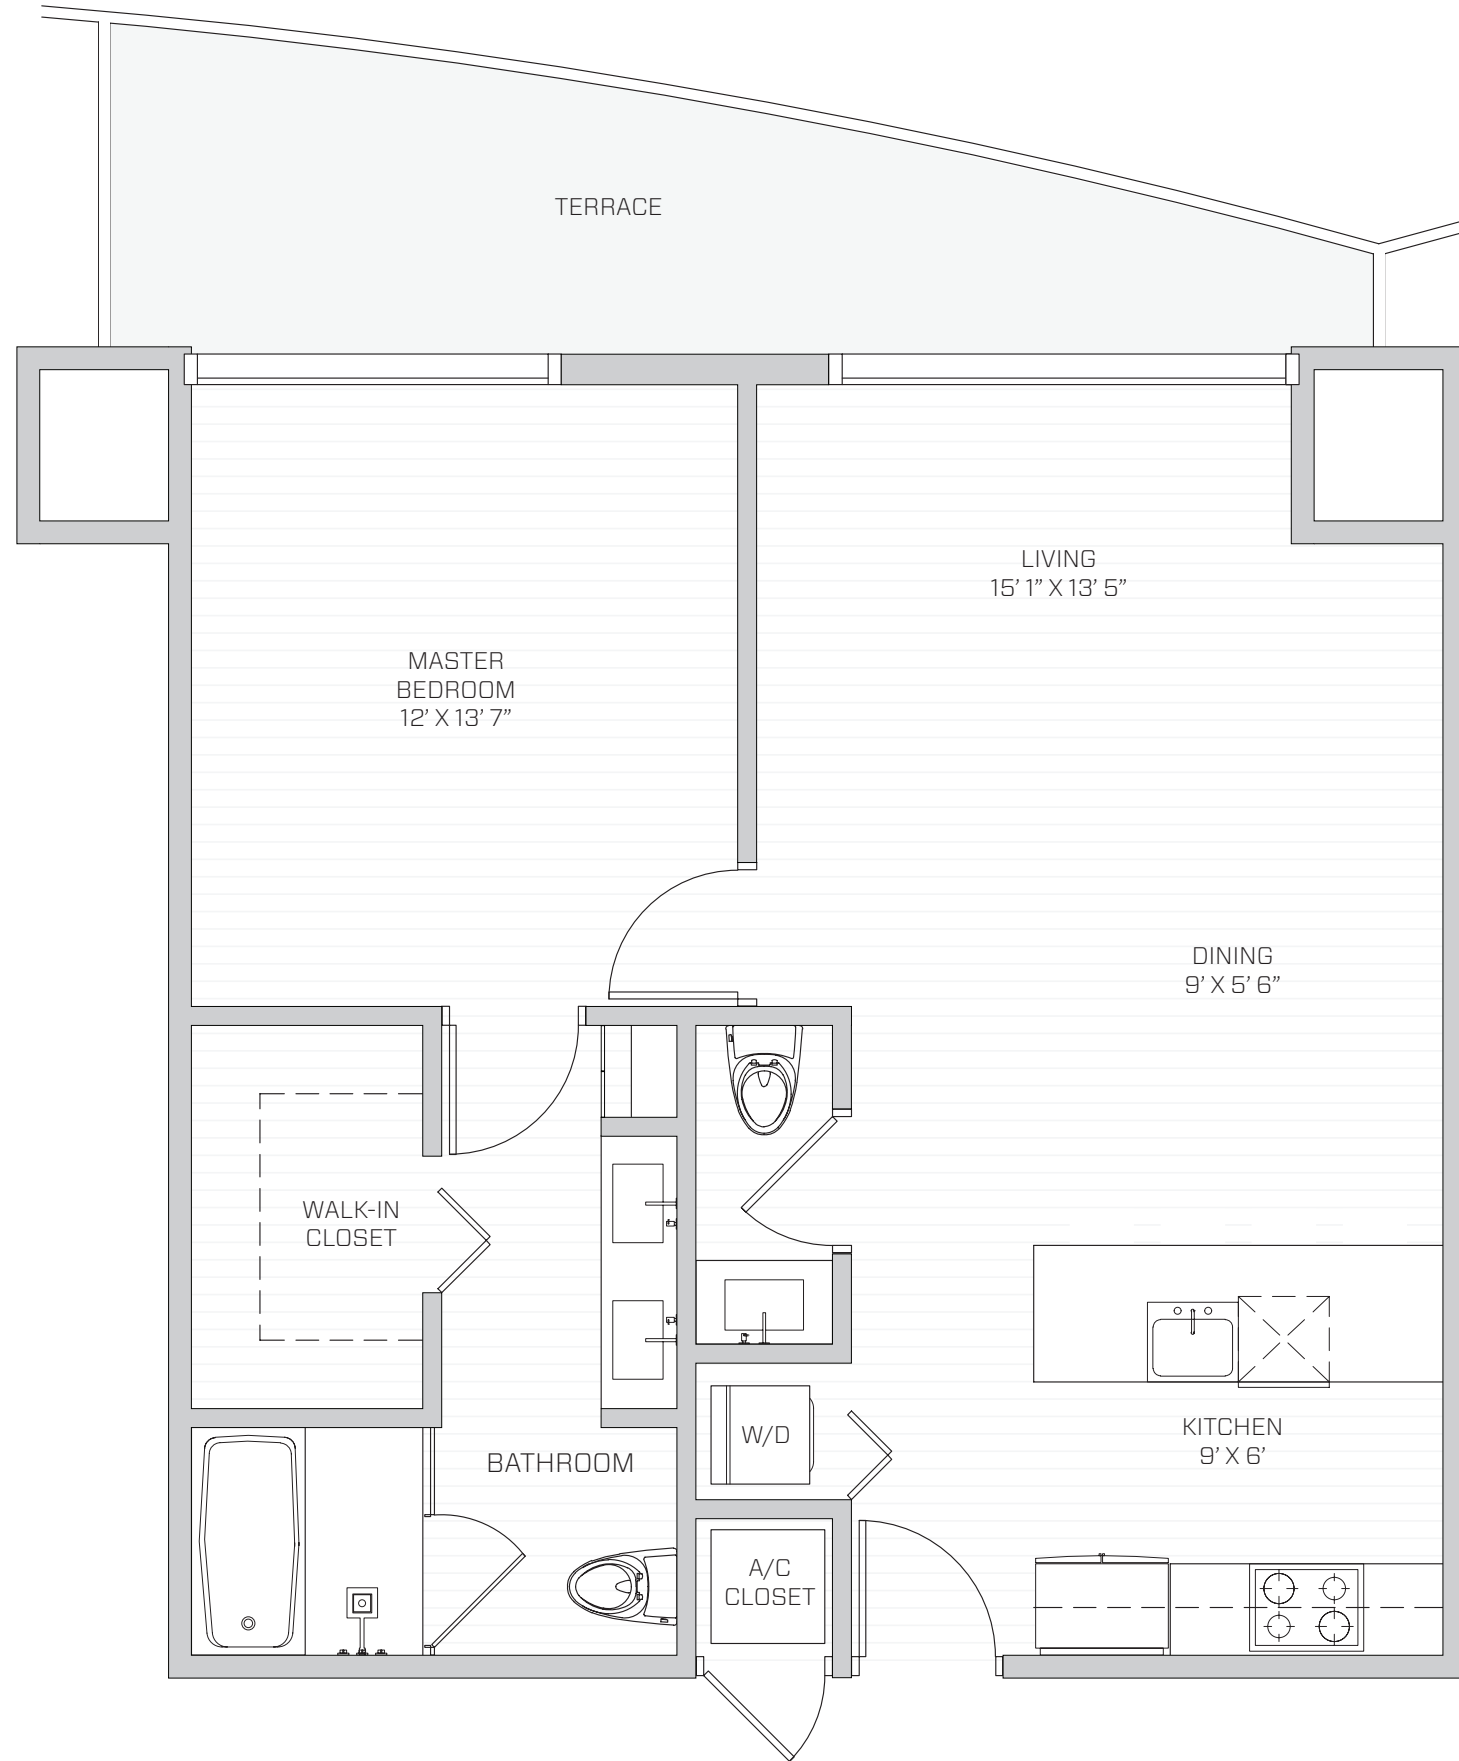 TERRACE
LIVING
15’ 1” X 13’ 5”
MASTER
BEDROOM
12’ X 13’ 7”
DINING
9’ X 5’ 6”
WALK-IN
CLOSET
KITCHEN
9’ X 6’
W/D
BATHROOM
A/C
CLOSET